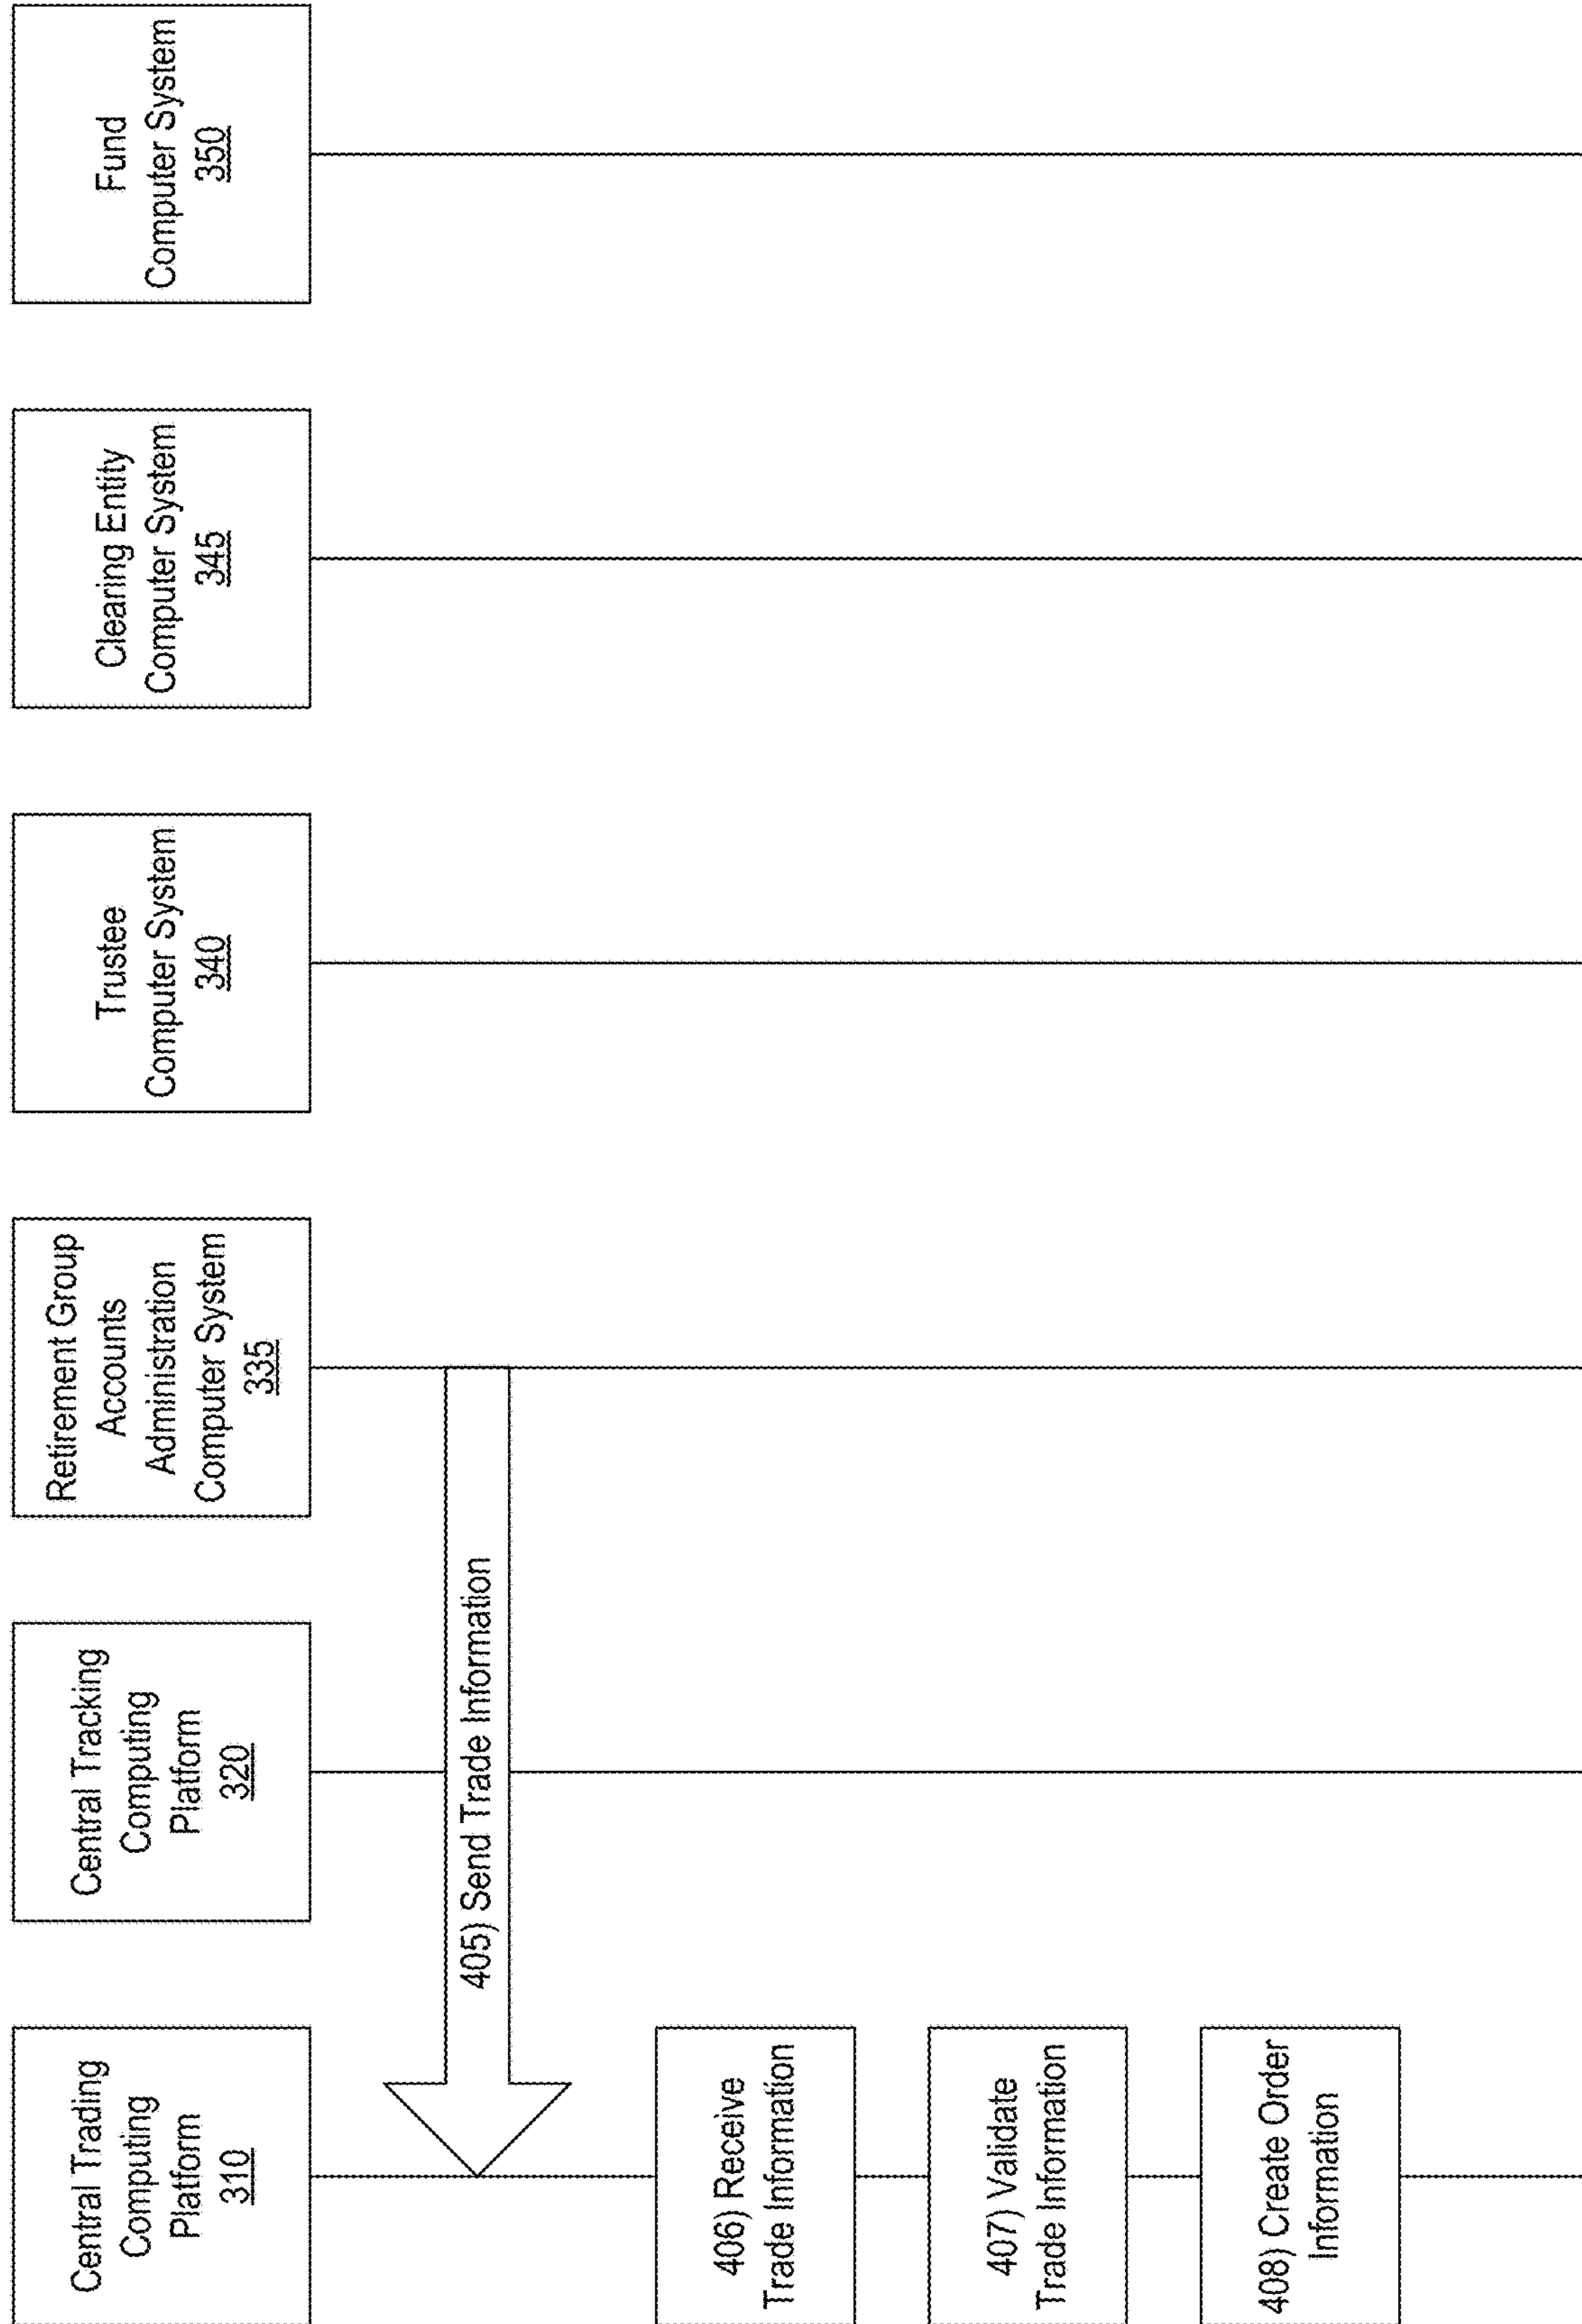 Central Trading
Computing
Platform
310
Central Tracking
Computing
Platform
320
Retirement Group
Accounts
Administration
Computer System
335
Trustee
Computer System
340
Clearing Entity
Computer System
345
Fund
Computer System
350
405) Send Trade Information
406) Receive
Trade Information
407) Validate
Trade Information
408) Create Order
Information